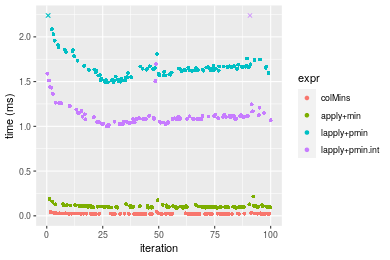 time (ms)
2.0
1.5
1.0
0.5
0.0
0
25
50
75
100
iteration
expr
colMins
apply+min
lapply+pmin
lapply+pmin.int